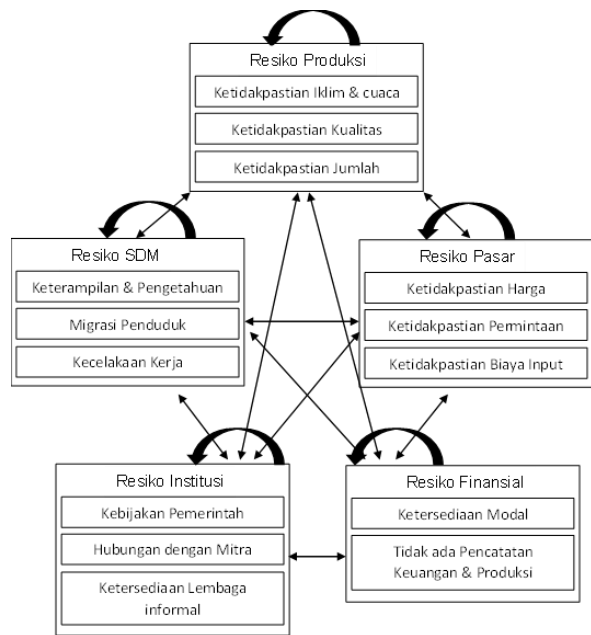 Resiko Produksi
Ketidakpastian Iklim & cuaca
Ketidakpastian Kualitas
Ketidakpastian Jumlah
Resiko SDM
Keterampilan & Pengetahuan
Migrasi Penduduk
Kecelakaan Kerja
Resiko Pasar
Ketidakpastian Harga
Ketidakpastian Permintaan
Ketidakpastian Biaya Input
Resiko Institusi
Kebijakan Pemerintah
Hubungan dengan Mitra
Ketersediaan Lembaga
informal
Resiko Finansial
Ketersediaan Modal
Tidak ada Pencatatan
Keuangan & Produksi